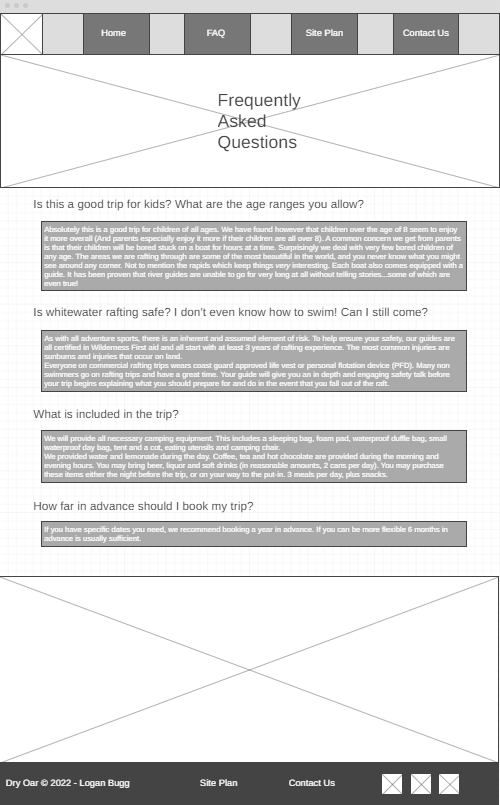 Home FAQ Site Plan Contact Us
Frequently
Asked
Questions
Is this a good trip for kids? What are the age ranges you allow?
Absolutely this is a good trip for children of all ages. We have found however that children over the age of 8 seem to enjoy
it more overall (And parents especially enjoy it more if their children are all over 8). A common concern we get from parents
is that their children will be bored stuck on a boat for hours at a time. Surprisingly we deal with very few bored children of
any age. The areas we are rafting through are some of the most beautiful in the world, and you never know what you might
see around any corner. Not to mention the rapids which keep things very interesting. Each boat also comes equipped with a
guide. It has been proven that river guides are unable to go for very long at all without telling stories...some of which are
even true!
Is whitewater rafting safe? I don't even know how to swim! Can I still come?
As with all adventure sports, there is an inherent and assumed element of risk. To help ensure your safety, our guides are
all certified in Wilderness First aid and all start with at least 3 years of rafting experience. The most common injuries are
sunburns and injuries that occur on land.
Everyone on commercial rafting trips wears coast guard approved life vest or personal flotation device (PFD). Many non
swimmers go on rafting trips and have a great time. Your guide will give you an in depth and engaging safety talk before
your trip begins explaining what you should prepare for and do in the event that you fall out of the raft.
What is included in the trip?
We will provide all necessary camping equipment. This includes a sleeping bag, foam pad, waterproof duffle bag, small
waterproof day bag, tent and a cot, eating utensils and camping chair.
We provided water and lemonade during the day. Coffee, tea and hot chocolate are provided during the morning and
evening hours. You may bring beer, liquor and soft drinks (in reasonable amounts, 2 cans per day). You may purchase
these items either the night before the trip, or on your way to the put-in. 3 meals per day, plus snacks.
How far in advance should I book my trip?
If you have specific dates you need, we recommend booking a year in advance. If you can be more flexible 6 months in
advance is usually sufficient.
Dry Oar © 2022 - Logan Bugg Site Plan Contact Us